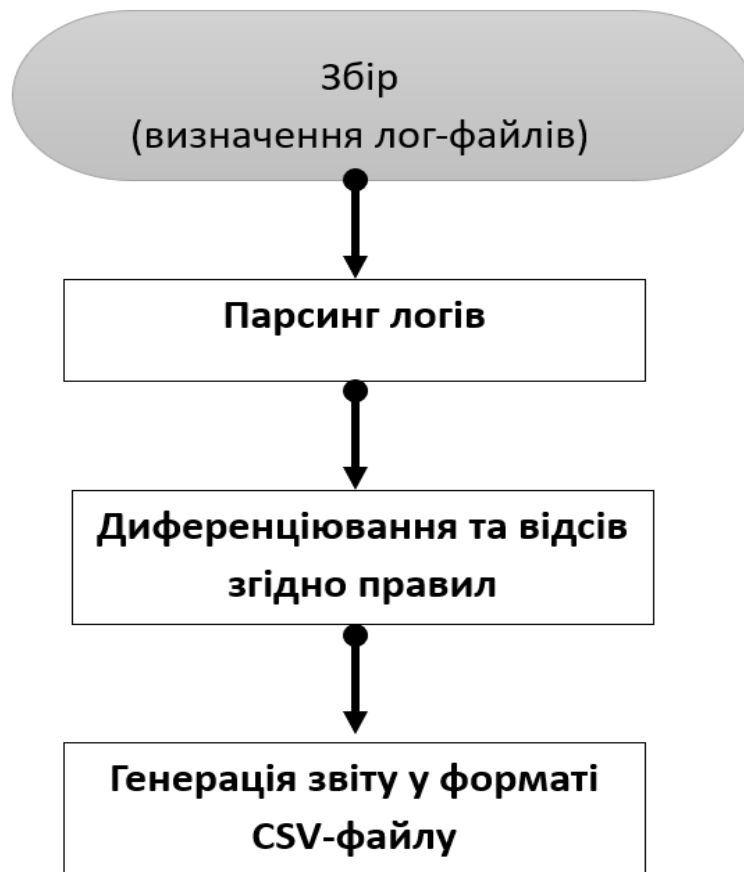 Збір
(визначення лог-файлів)
Парсинг логів
Диференціювання та відсів
згідно правил
Генерація звіту у форматі
CSV-файлу